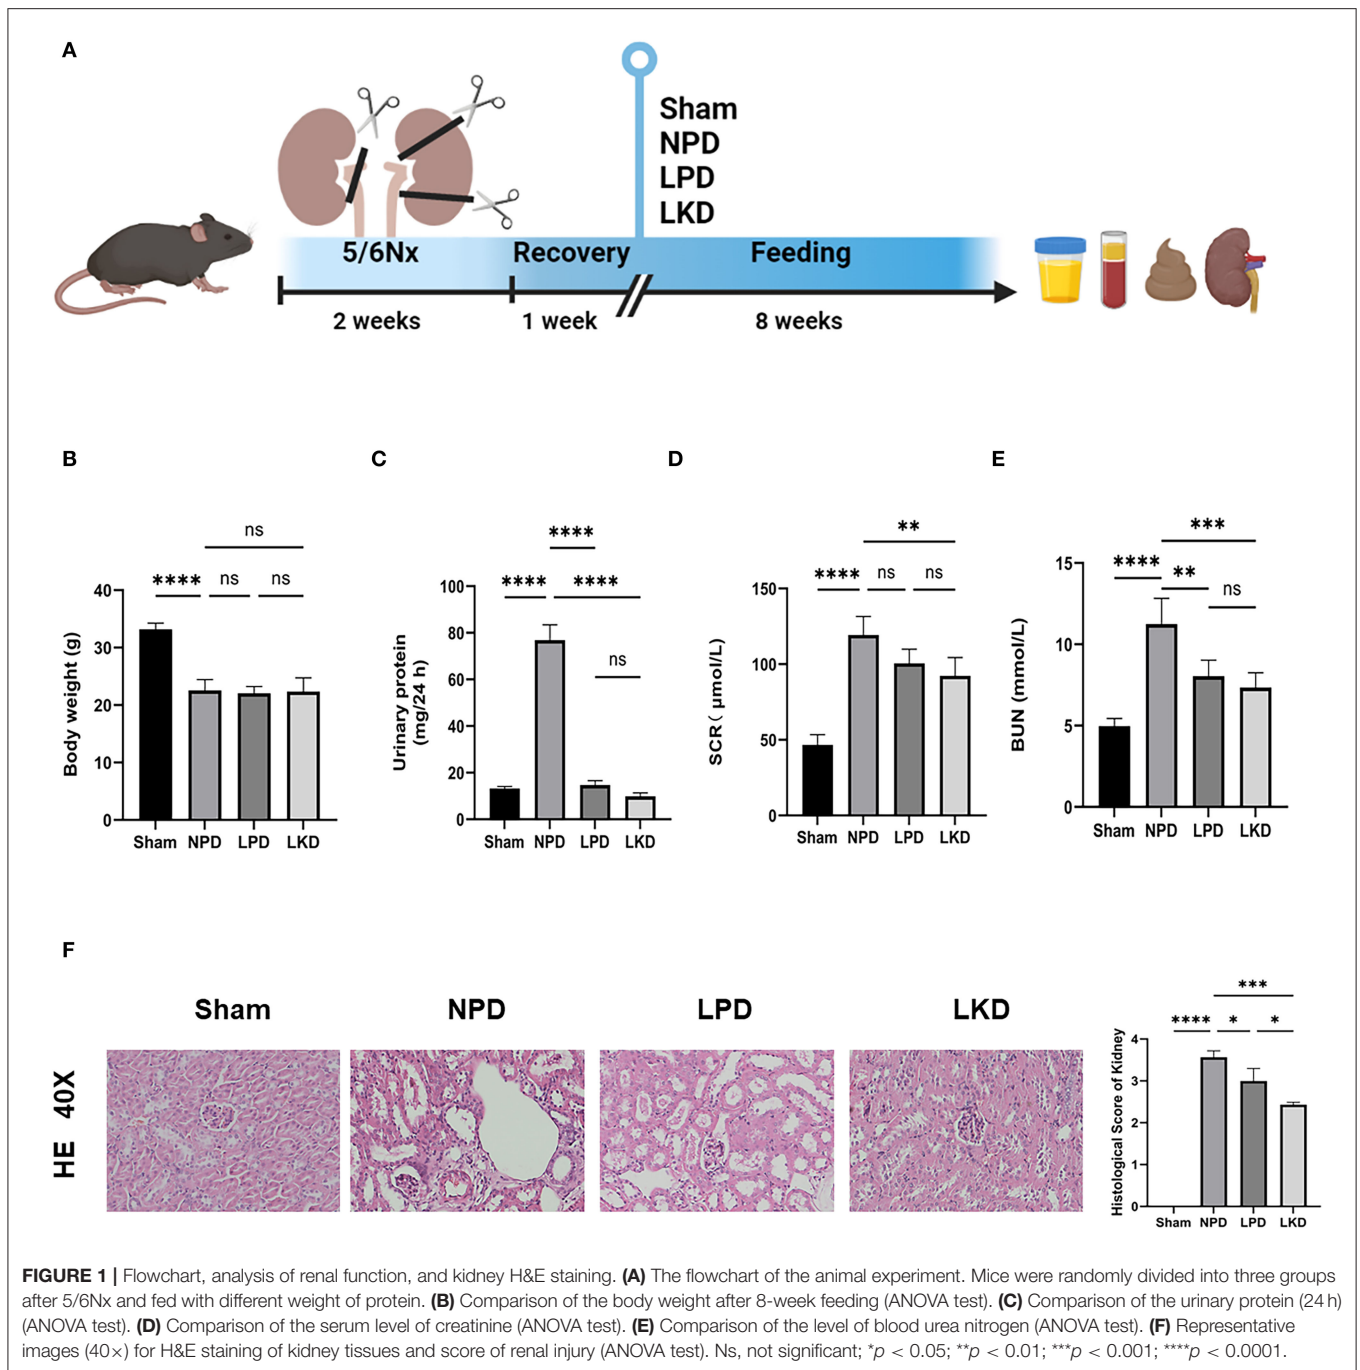 A
Sham
NPD
LPD
LKD
5/6Nx
Recovery
Feeding
2 weeks
1 week
8 weeks
B
C
D
E
ns
**** ns ns
40
30
20
10
0
Body weight (g)
Sham NPD LPD LKD
****
**** ****
ns
100
80
60
40
20
0
Urinary protein
(mg/24 h)
Sham NPD LPD LKD
**
**** ns ns
150
100
50
0
SCR( μmol/L)
Sham NPD LPD LKD
***
**** **
ns
15
10
5
0
BUN (mmol/L)
Sham NPD LPD LKD
F
Sham
NPD
LPD
LKD
HE 40X
***
**** * *
4
3
2
1
0
Histological Score of Kidney
Sham NPD LPD LKD
FIGURE 1 | Flowchart, analysis of renal function, and kidney H&E staining. (A) The flowchart of the animal experiment. Mice were randomly divided into three groups
after 5/6Nx and fed with different weight of protein. (B) Comparison of the body weight after 8-week feeding (ANOVA test). (C) Comparison of the urinary protein (24 h)
(ANOVA test). (D) Comparison of the serum level of creatinine (ANOVA test). (E) Comparison of the level of blood urea nitrogen (ANOVA test). (F) Representative
images (40×) for H&E staining of kidney tissues and score of renal injury (ANOVA test). Ns, not significant; *p < 0.05; **p < 0.01; ***p < 0.001; ****p < 0.0001.